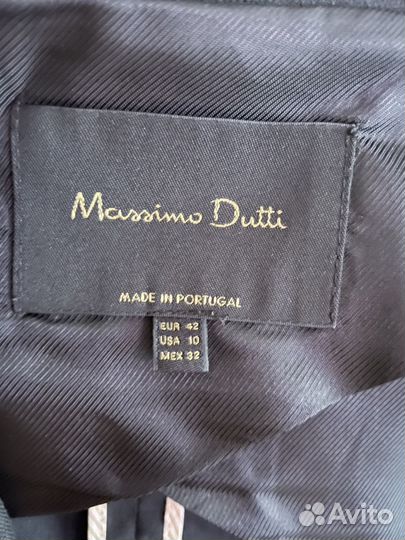 Massimo Dutti
MADE IN PORTUGAL
EUR 42
USA 10
MEX 32
Avito